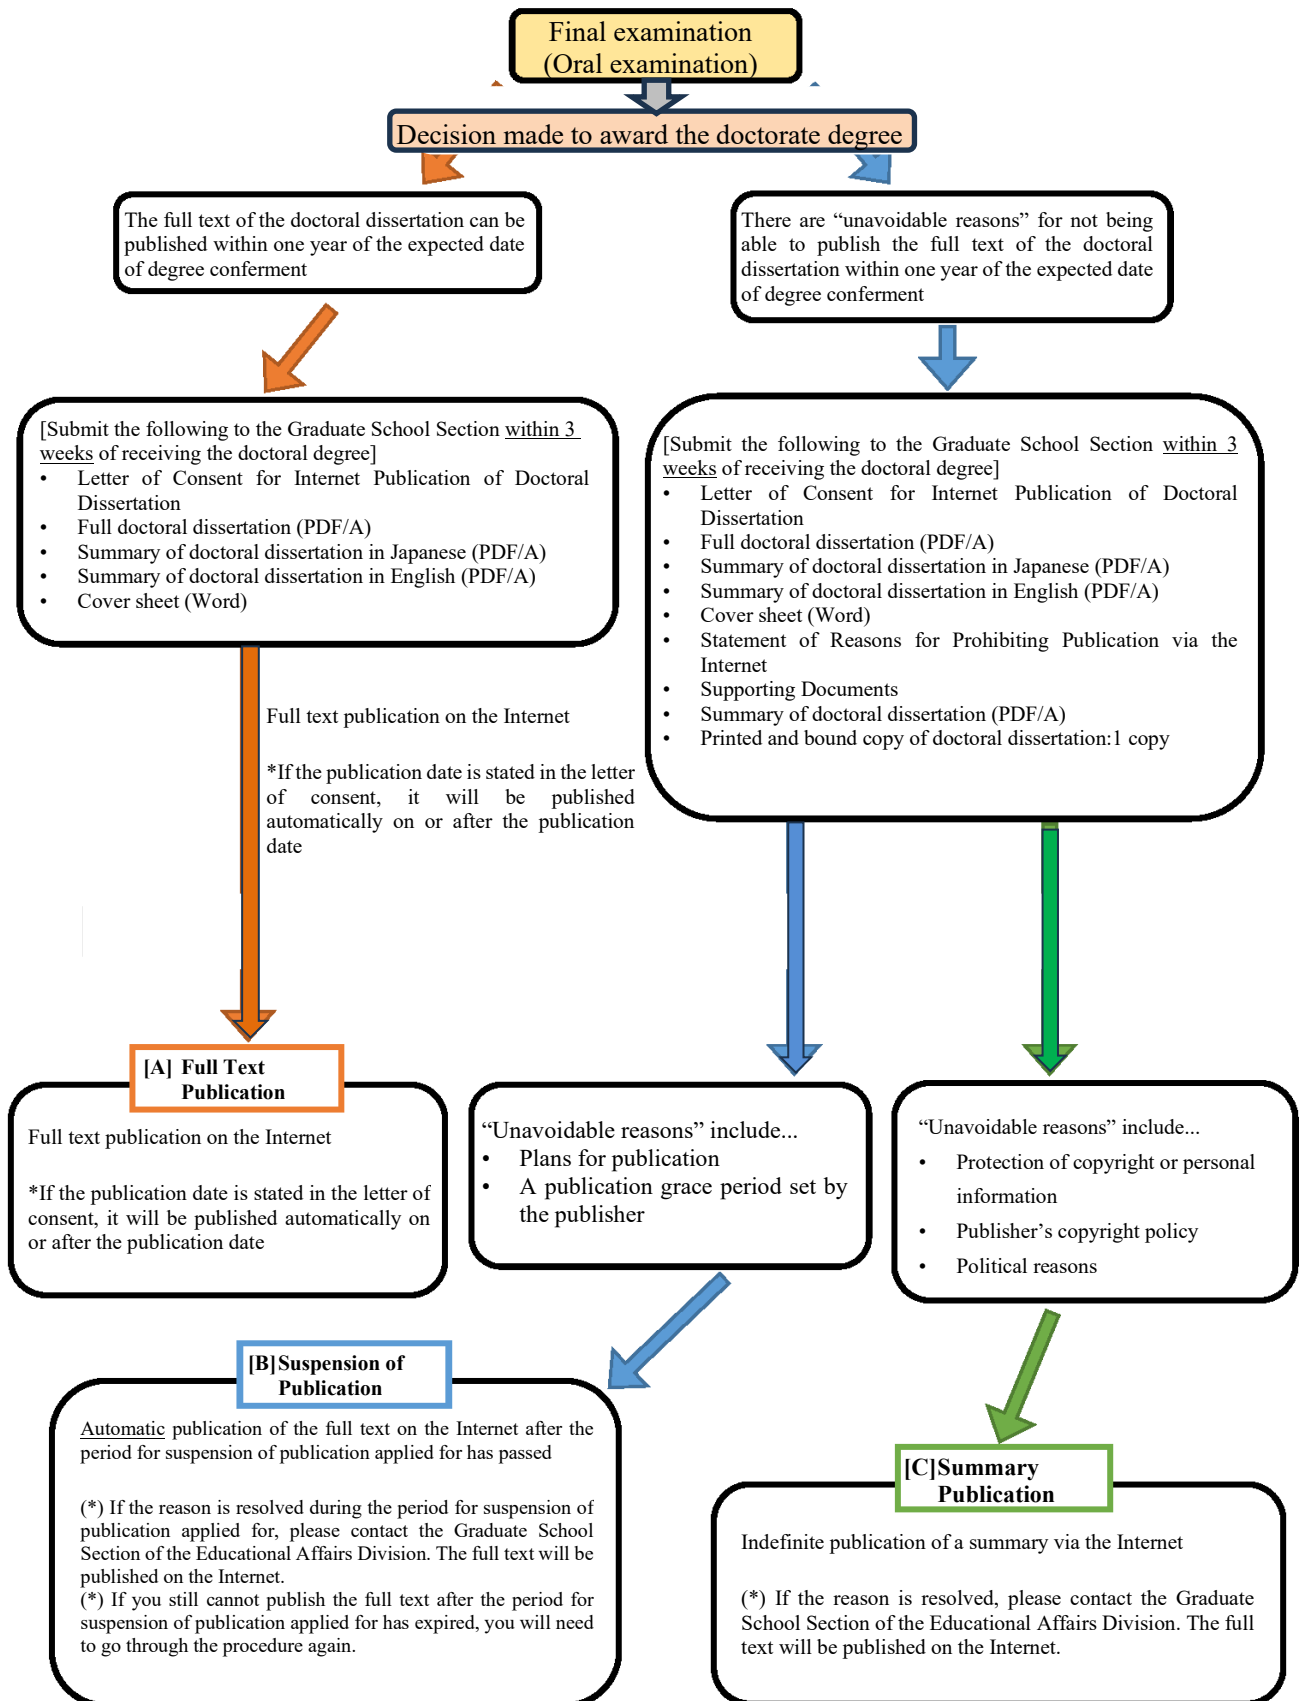 Final examination
(Oral examination)
Decision made to award the doctorate degree
The full text of the doctoral dissertation can be
published within one year of the expected date
of degree conferment
There are “unavoidable reasons” for not being
able to publish the full text of the doctoral
dissertation within one year of the expected date
of degree conferment
[Submit the following to the Graduate School Section within 3
weeks of receiving the doctoral degree]
• Letter of Consent for Internet Publication of Doctoral
Dissertation
• Full doctoral dissertation (PDF/A)
• Summary of doctoral dissertation in Japanese (PDF/A)
• Summary of doctoral dissertation in English (PDF/A)
• Cover sheet (Word)
[Submit the following to the Graduate School Section within 3
weeks of receiving the doctoral degree]
• Letter of Consent for Internet Publication of Doctoral
Dissertation
• Full doctoral dissertation (PDF/A)
• Summary of doctoral dissertation in Japanese (PDF/A)
• Summary of doctoral dissertation in English (PDF/A)
• Cover sheet (Word)
• Statement of Reasons for Prohibiting Publication via the
Internet
• Supporting Documents
• Summary of doctoral dissertation (PDF/A)
• Printed and bound copy of doctoral dissertation:1 copy
Full text publication on the Internet
*If the publication date is stated in the letter
of consent, it will be published
automatically on or after the publication
date
[A] Full Text
Publication
Full text publication on the Internet
*If the publication date is stated in the letter of
consent, it will be published automatically on
or after the publication date
“Unavoidable reasons” include...
• Plans for publication
• A publication grace period set by
the publisher
“Unavoidable reasons” include...
• Protection of copyright or personal
information
• Publisher’s copyright policy
• Political reasons
[B]Suspension of
Publication
Automatic publication of the full text on the Internet after the
period for suspension of publication applied for has passed
(*) If the reason is resolved during the period for suspension of
publication applied for, please contact the Graduate School
Section of the Educational Affairs Division. The full text will be
published on the Internet.
(*) If you still cannot publish the full text after the period for
suspension of publication applied for has expired, you will need
to go through the procedure again.
[C]Summary
Publication
Indefinite publication of a summary via the Internet
(*) If the reason is resolved, please contact the Graduate
School Section of the Educational Affairs Division. The full
text will be published on the Internet.